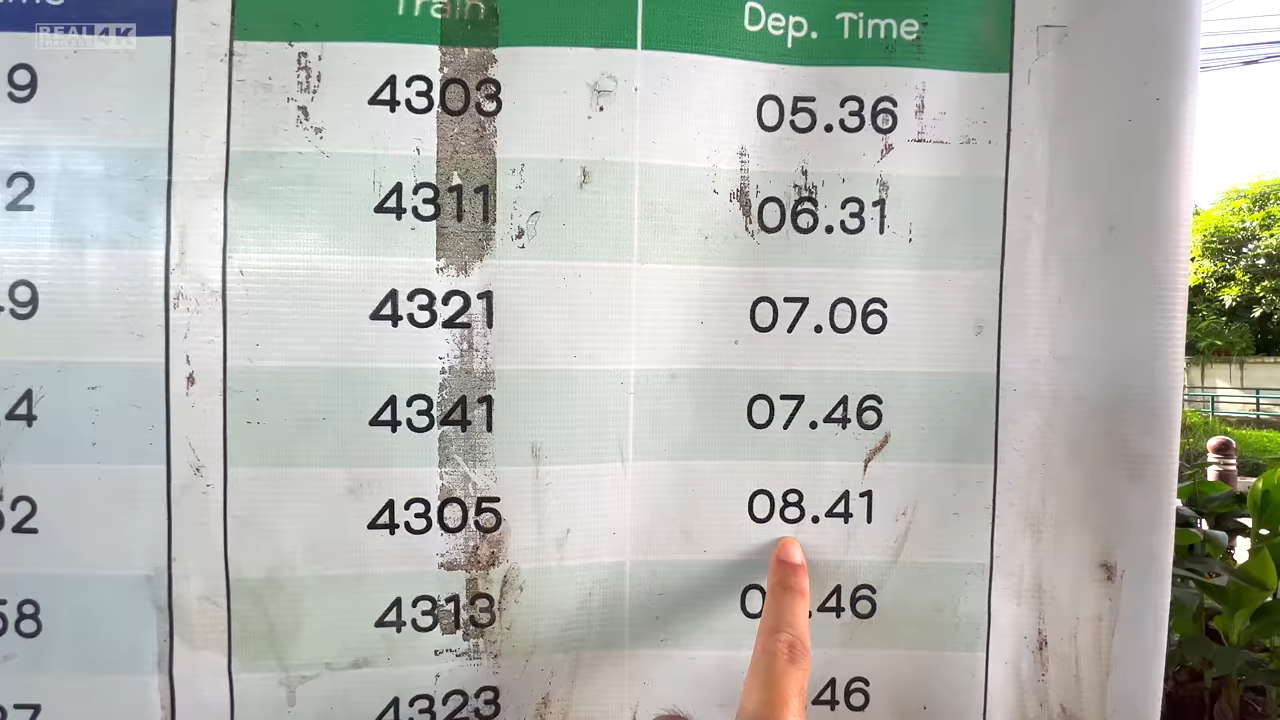 REAL 4K
Train Dep. Time
9 4303 05.36
2 4311 06.31
9 4321 07.06
4 4341 07.46
52 4305 08.41
58 4313 .46
4323 .46